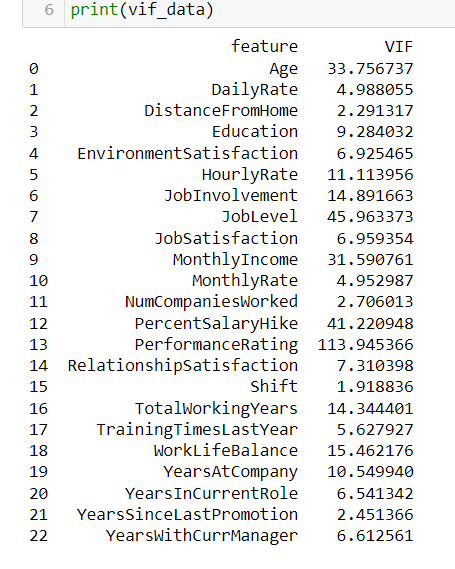 6 print(vif_data)
feature VIF
0 Age 33.756737
1 DailyRate 4.988055
2 DistanceFromHome 2.291317
3 Education 9.284032
4 EnvironmentSatisfaction 6.925465
5 HourlyRate 11.113956
6 JobInvolvement 14.891663
7 JobLevel 45.963373
8 JobSatisfaction 6.959354
9 MonthlyIncome 31.590761
10 MonthlyRate 4.952987
11 NumCompaniesWorked 2.706013
12 PercentSalaryHike 41.220948
13 PerformanceRating 113.945366
14 RelationshipSatisfaction 7.310398
15 Shift 1.918836
16 TotalWorkingYears 14.344401
17 TrainingTimesLastYear 5.627927
18 WorkLifeBalance 15.462176
19 YearsAtCompany 10.549940
20 YearsInCurrentRole 6.541342
21 YearsSinceLastPromotion 2.451366
22 YearsWithCurrManager 6.612561